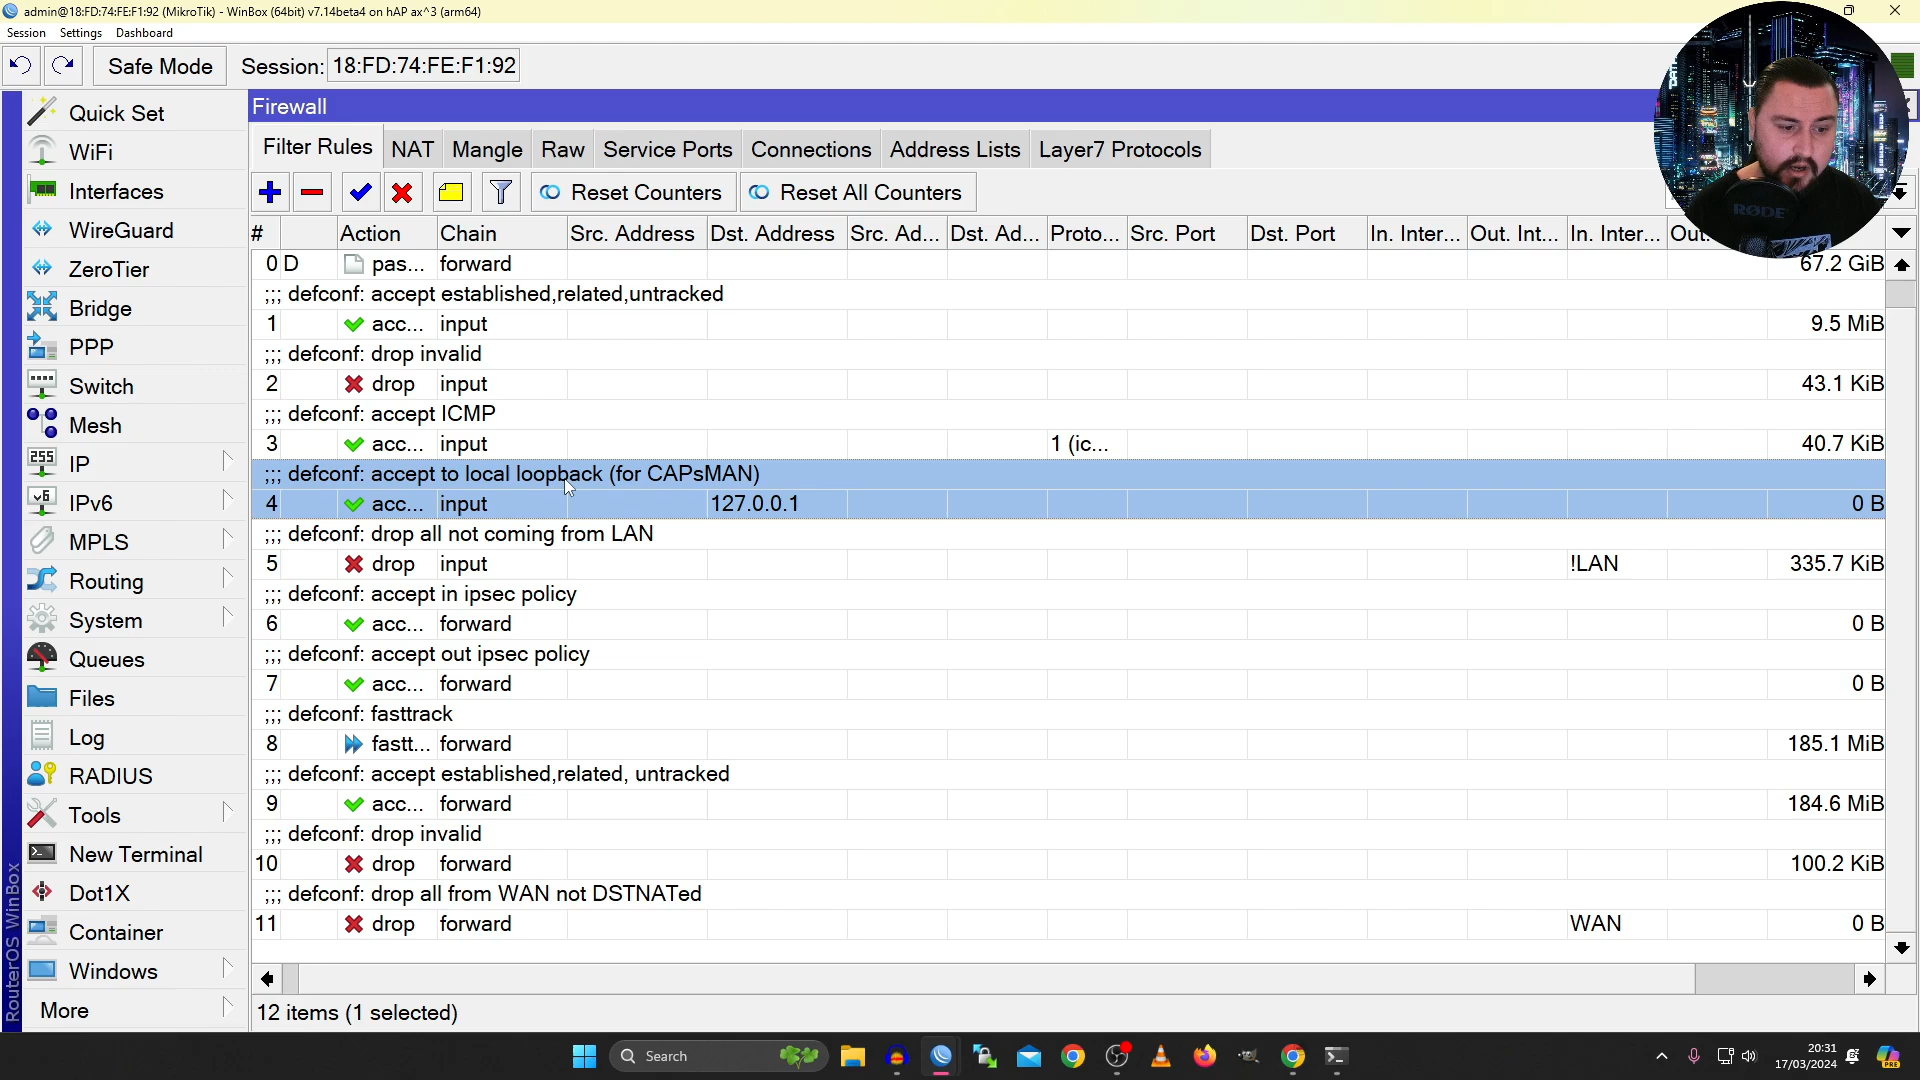 admin@18:FD:74:FE:F1:92 (MikroTik) - WinBox (64bit) v7.14beta4 on hAP ax^3 (arm64)
Session Settings Dashboard
Safe Mode Session: 18:FD:74:FE:F1:92
Quick Set
WiFi
Interfaces
WireGuard
ZeroTier
Bridge
PPP
Switch
Mesh
IP
IPv6
MPLS
Routing
System
Queues
Files
Log
RADIUS
Tools
New Terminal
Dot1X
Container
Windows
More
RouterOS WinBox
Firewall
Filter Rules NAT Mangle Raw Service Ports Connections Address Lists Layer7 Protocols
Reset Counters Reset All Counters
# Action Chain Src. Address Dst. Address Src. Ad... Dst. Ad... Proto... Src. Port Dst. Port In. Inter... Out. Int... In. Inter... Out.
0 D pas... forward 67.2 GiB
;;; defconf: accept established,related,untracked
1 acc... input 9.5 MiB
;;; defconf: drop invalid
2 drop input 43.1 KiB
;;; defconf: accept ICMP
3 acc... input 1 (ic... 40.7 KiB
;;; defconf: accept to local loopback (for CAPsMAN)
4 acc... input 127.0.0.1 0 B
;;; defconf: drop all not coming from LAN
5 drop input !LAN 335.7 KiB
;;; defconf: accept in ipsec policy
6 acc... forward 0 B
;;; defconf: accept out ipsec policy
7 acc... forward 0 B
;;; defconf: fasttrack
8 fastt... forward 185.1 MiB
;;; defconf: accept established,related, untracked
9 acc... forward 184.6 MiB
;;; defconf: drop invalid
10 drop forward 100.2 KiB
;;; defconf: drop all from WAN not DSTNATed
11 drop forward WAN 0 B
12 items (1 selected)
RØDE
Search
20:31
17/03/2024